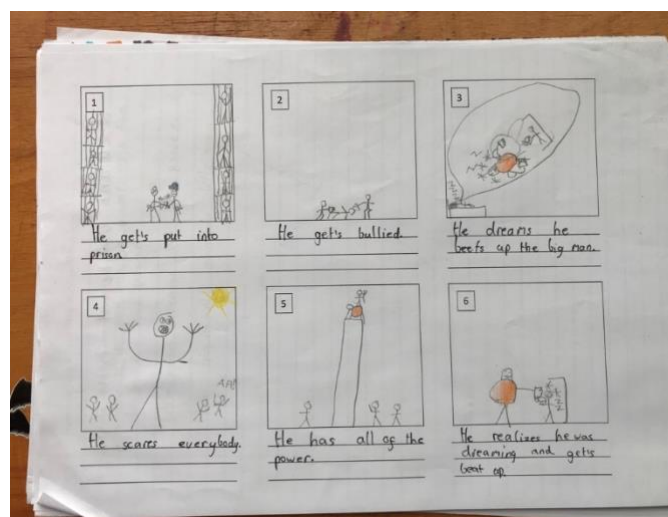 1
He get's put into
prison
2
He get's bullied.
3
He dreams he
beefs up the big man.
4
He scares everybody.
5
He has all of the
power.
6
He realizes he was
dreaming and get's
beat up